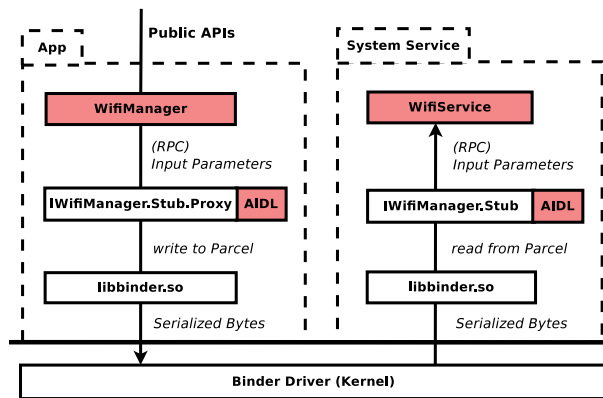 Public APIs
App
WifiManager
(RPC)
Input Parameters
IWifiManager.Stub.Proxy
AIDL
write to Parcel
libbinder.so
Serialized Bytes
System Service
WifiService
(RPC)
Input Parameters
IWifiManager.Stub
AIDL
read from Parcel
libbinder.so
Serialized Bytes
Binder Driver (Kernel)